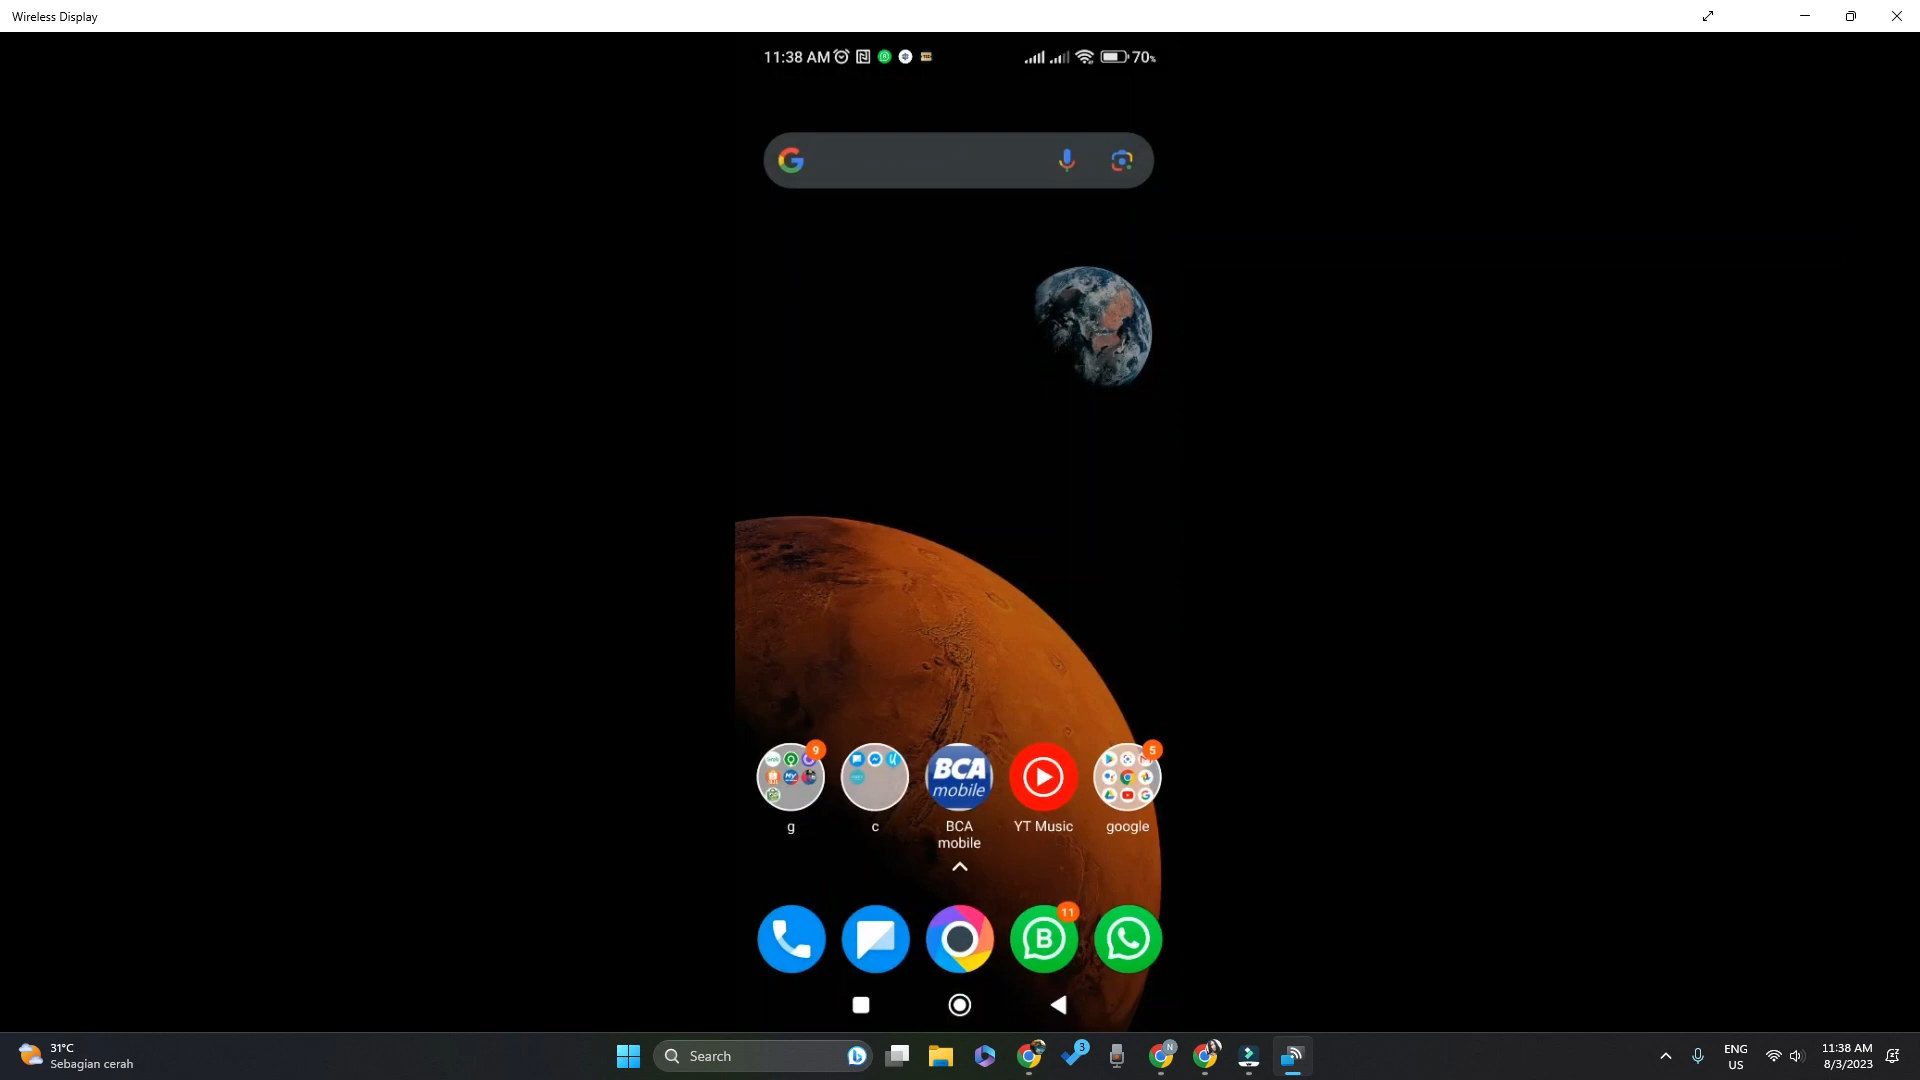 Wireless Display
11:38 AM
70%
9
5
BCA
mobile
g
c
BCA
mobile
YT Music
google
11
B
31°C
Sebagian cerah
Search
3
N
ENG
US
11:38 AM
8/3/2023